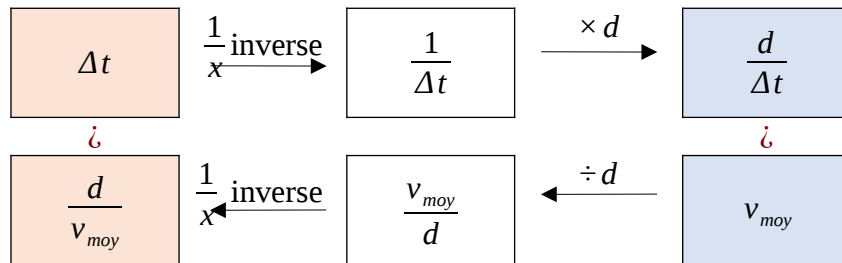 Δt
1/x inverse
1/Δt
× d
d/Δt
¿
¿
d/v_moy
1/x inverse
v_moy/d
÷ d
v_moy